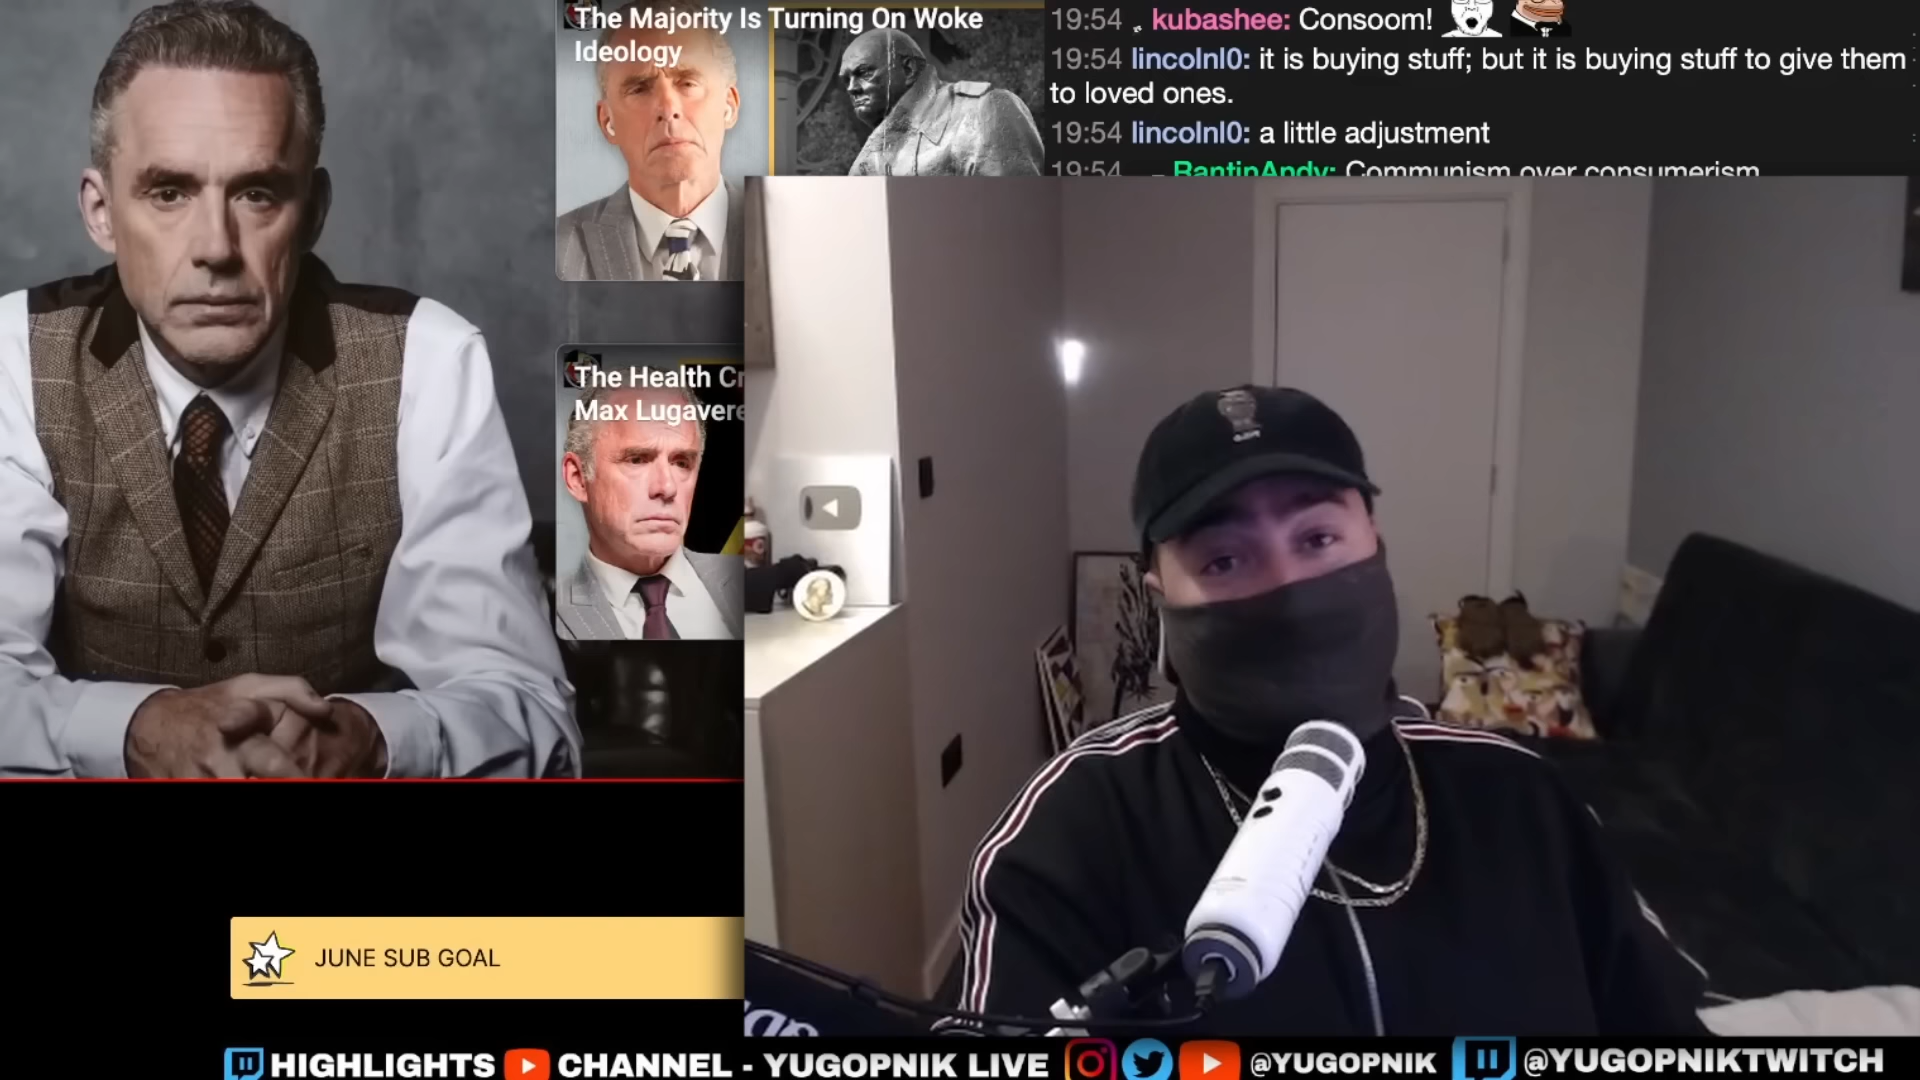 The Majority Is Turning On Woke
Ideology
19:54 kubashee: Consoom!
19:54 lincolnl0: it is buying stuff; but it is buying stuff to give them
to loved ones.
19:54 lincolnl0: a little adjustment
19:54 RantinAndy: Communism over consumerism
The Health
Max Lugavere
JUNE SUB GOAL
HIGHLIGHTS CHANNEL - YUGOPNIK LIVE @YUGOPNIK @YUGOPNIKTWITCH